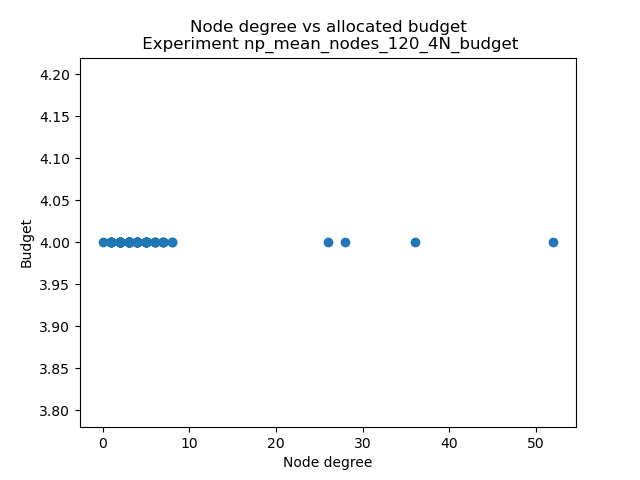 Node degree vs allocated budget
Experiment np_mean_nodes_120_4N_budget
4.20
4.15
4.10
4.05
4.00
3.95
3.90
3.85
3.80
Budget
0 10 20 30 40 50
Node degree